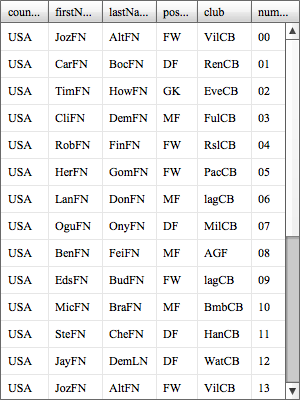 coun... firstN... lastNa... pos... club num...
USA JozFN AltFN FW VilCB 00
USA CarFN BocFN DF RenCB 01
USA TimFN HowFN GK EveCB 02
USA CliFN DemFN MF FulCB 03
USA RobFN FinFN FW RslCB 04
USA HerFN GomFN FW PacCB 05
USA LanFN DonFN MF lagCB 06
USA OguFN OnyFN DF MilCB 07
USA BenFN FeiFN MF AGF 08
USA EdsFN BudFN FW lagCB 09
USA MicFN BraFN MF BmbCB 10
USA SteFN CheFN DF HanCB 11
USA JayFN DemLN DF WatCB 12
USA JozFN AltFN FW VilCB 13